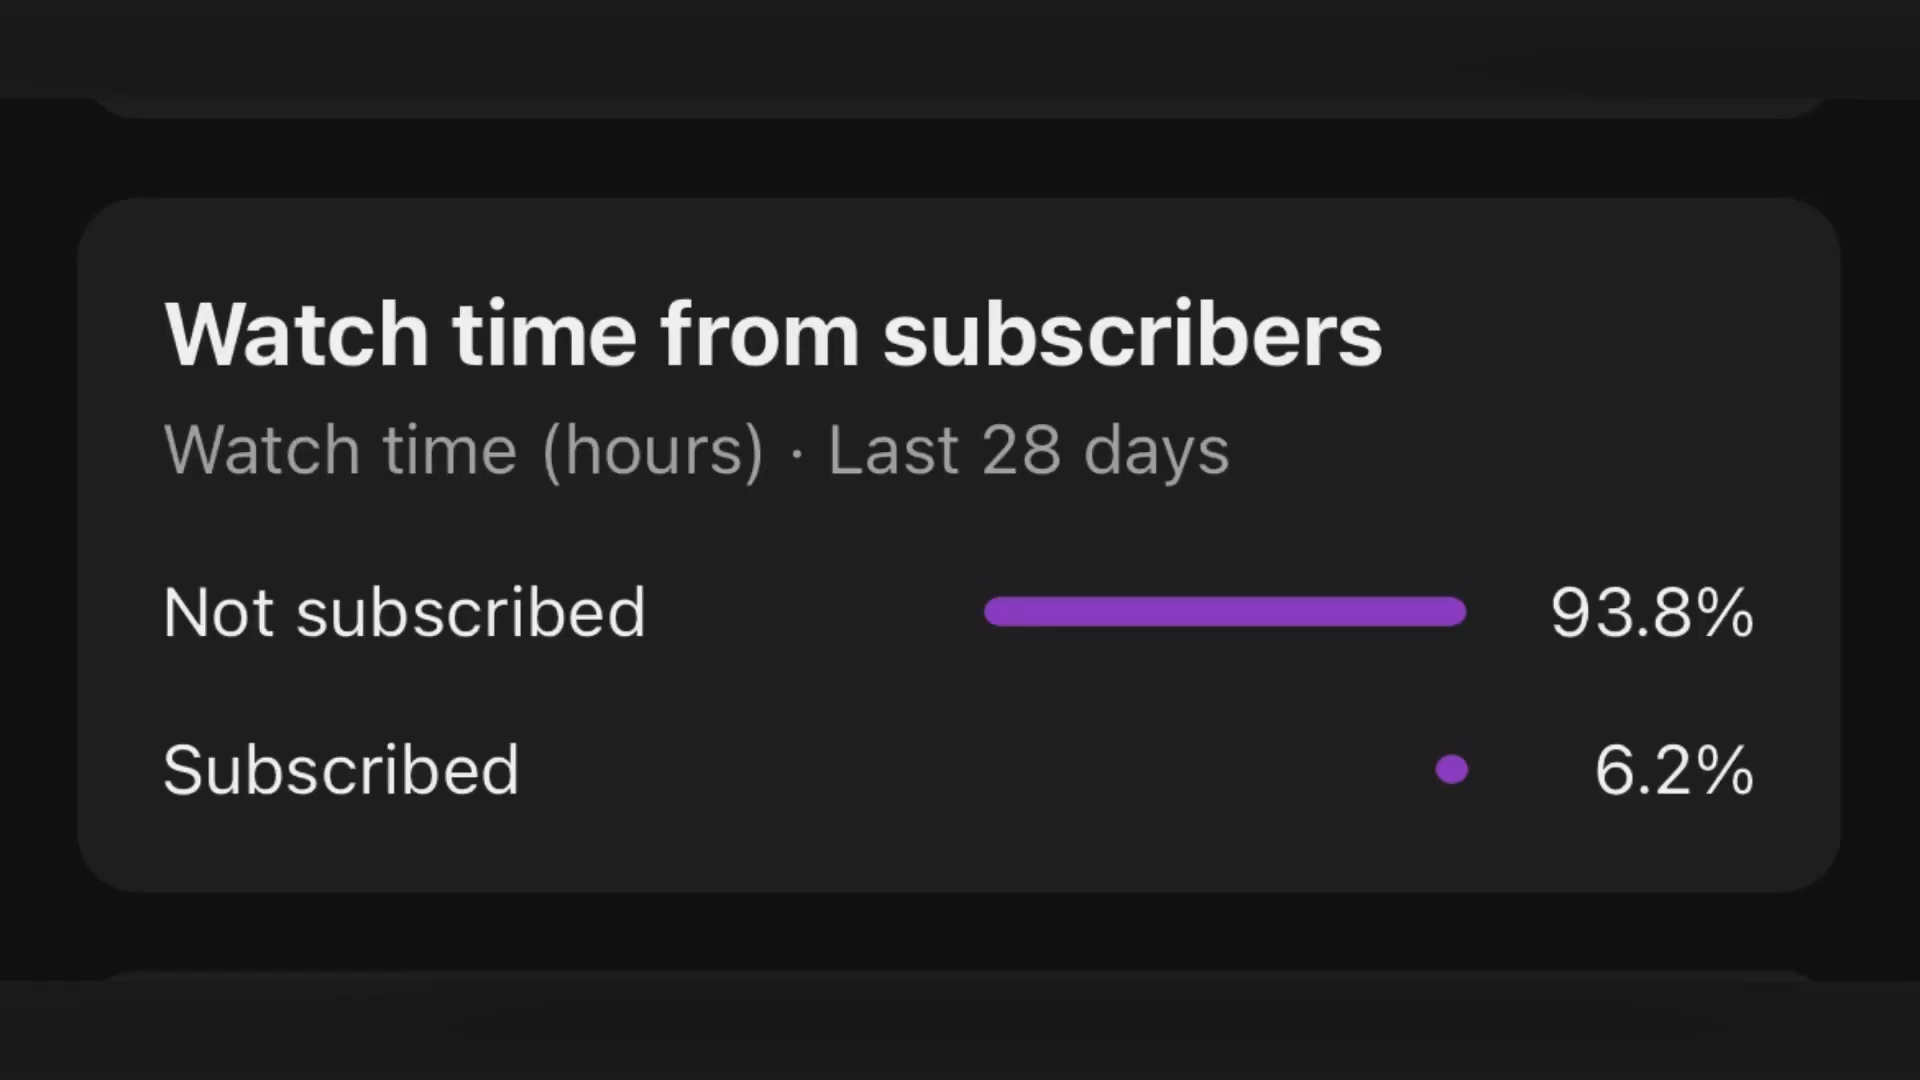 Watch time from subscribers
Watch time (hours) · Last 28 days
Not subscribed 93.8%
Subscribed 6.2%